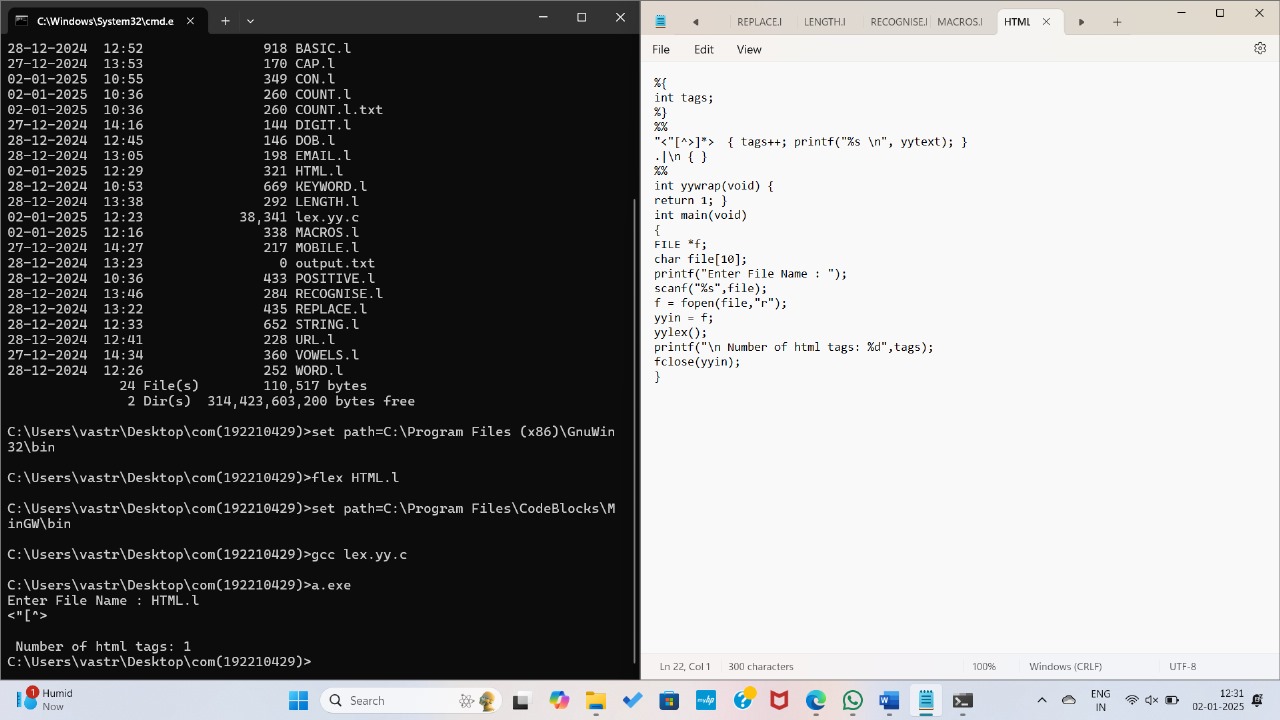 C:\Windows\System32\cmd.e
28-12-2024 12:52 918 BASIC.l
27-12-2024 13:53 170 CAP.l
02-01-2025 10:55 349 CON.l
02-01-2025 10:36 260 COUNT.l
02-01-2025 10:36 260 COUNT.l.txt
27-12-2024 14:16 144 DIGIT.l
28-12-2024 12:45 146 DOB.l
28-12-2024 13:05 198 EMAIL.l
02-01-2025 12:29 321 HTML.l
28-12-2024 10:53 669 KEYWORD.l
28-12-2024 13:38 292 LENGTH.l
02-01-2025 12:23 38,341 lex.yy.c
02-01-2025 12:16 338 MACROS.l
27-12-2024 14:27 217 MOBILE.l
28-12-2024 13:23 0 output.txt
28-12-2024 10:36 433 POSITIVE.l
28-12-2024 13:46 284 RECOGNISE.l
28-12-2024 13:22 435 REPLACE.l
28-12-2024 12:33 652 STRING.l
28-12-2024 12:41 228 URL.l
27-12-2024 14:34 360 VOWELS.l
28-12-2024 12:26 252 WORD.l
24 File(s) 110,517 bytes
2 Dir(s) 314,423,603,200 bytes free
C:\Users\vastr\Desktop\com(192210429)>set path=C:\Program Files (x86)\GnuWin
32\bin
C:\Users\vastr\Desktop\com(192210429)>flex HTML.l
C:\Users\vastr\Desktop\com(192210429)>set path=C:\Program Files\CodeBlocks\M
inGW\bin
C:\Users\vastr\Desktop\com(192210429)>gcc lex.yy.c
C:\Users\vastr\Desktop\com(192210429)>a.exe
Enter File Name : HTML.l
<"[^>
Number of html tags: 1
C:\Users\vastr\Desktop\com(192210429)>
REPLACE.l LENGTH.l RECOGNISE.l MACROS.l HTML
File Edit View
%{
int tags;
%}
%%
"<"[^>]*> { tags++; printf("%s \n", yytext); }
.|\n { }
%%
int yywrap(void) {
return 1; }
int main(void)
{
FILE *f;
char file[10];
printf("Enter File Name : ");
scanf("%s",file);
f = fopen(file,"r");
yyin = f;
yylex();
printf("\n Number of html tags: %d",tags);
fclose(yyin);
}
Ln 22, Col 1 300 characters 100% Windows (CRLF) UTF-8
1 Humid
Now
Search
hp
ENG
IN
12:31
02-01-2025